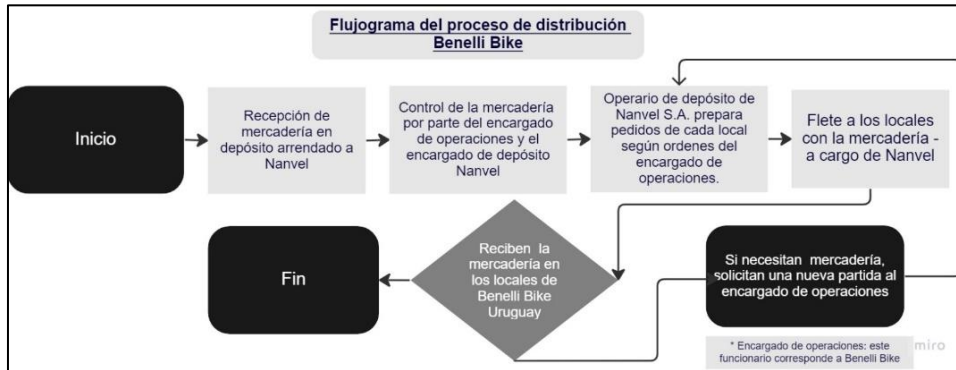 Flujograma del proceso de distribución
Benelli Bike
Inicio
Recepción de
mercadería en
depósito arrendado a
Nanvel
Control de la mercadería
por parte del encargado
de operaciones y el
encargado de depósito
Nanvel
Operario de depósito de
Nanvel S.A. prepara
pedidos de cada local
según ordenes del
encargado de
operaciones.
Flete a los locales
con la mercadería -
a cargo de Nanvel
Reciben la
mercadería en
los locales de
Benelli Bike
Uruguay
Fin
Si necesitan mercadería,
solicitan una nueva partida al
encargado de operaciones
* Encargado de operaciones: este
funcionario corresponde a Benelli Bike
miro